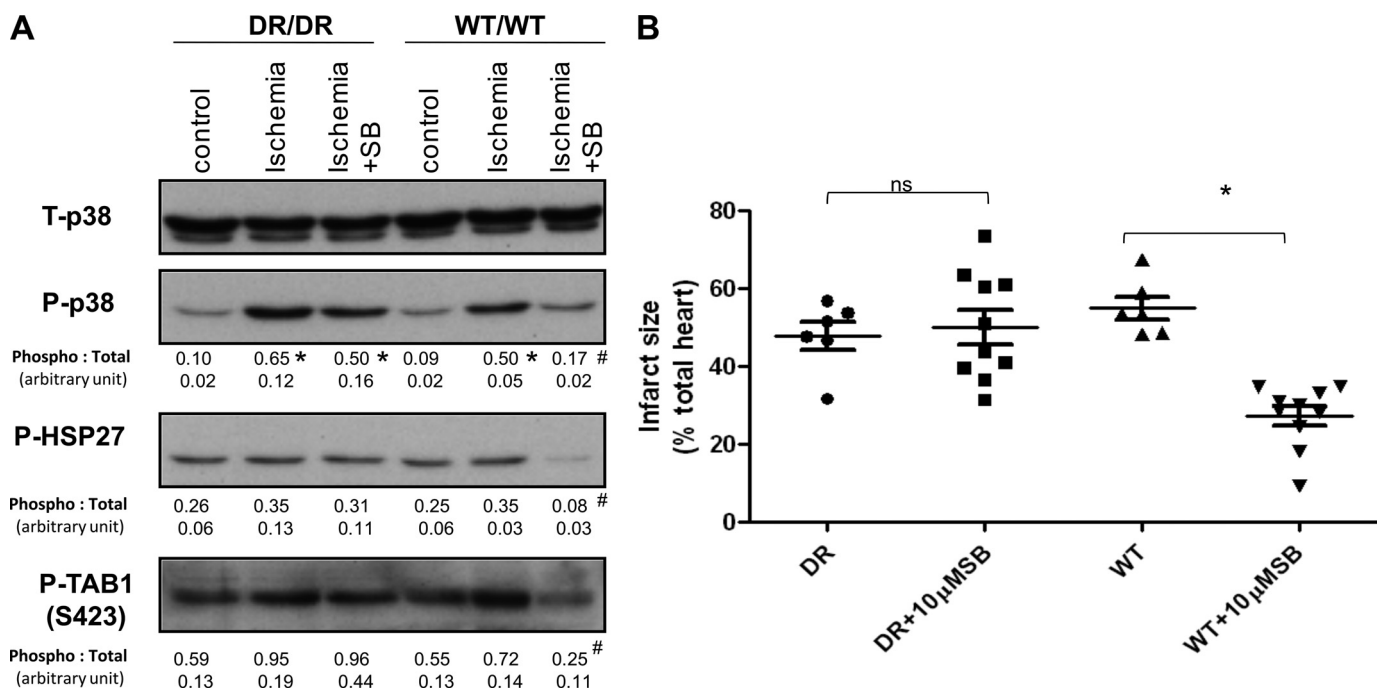 A
DR/DR WT/WT
control Ischemia Ischemia +SB control Ischemia Ischemia +SB
T-p38
P-p38
Phospho : Total 0.10 0.65 * 0.50 * 0.09 0.50 * 0.17 #
(arbitrary unit) 0.02 0.12 0.16 0.02 0.05 0.02
P-HSP27
Phospho : Total 0.26 0.35 0.31 0.25 0.35 0.08 #
(arbitrary unit) 0.06 0.13 0.11 0.06 0.03 0.03
P-TAB1
(S423)
Phospho : Total 0.59 0.95 0.96 0.55 0.72 0.25 #
(arbitrary unit) 0.13 0.19 0.44 0.13 0.14 0.11
B
ns *
Infarct size
(% total heart)
80
60
40
20
0
DR DR+10μMSB WT WT+10μMSB